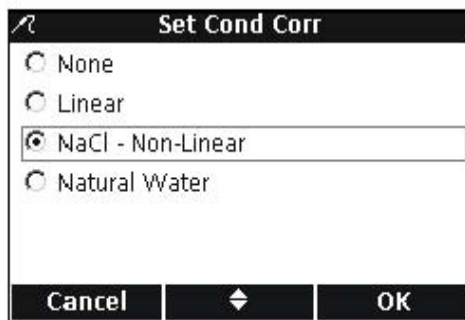 Set Cond Corr
None
Linear
NaCl - Non-Linear
Natural Water
Cancel
OK